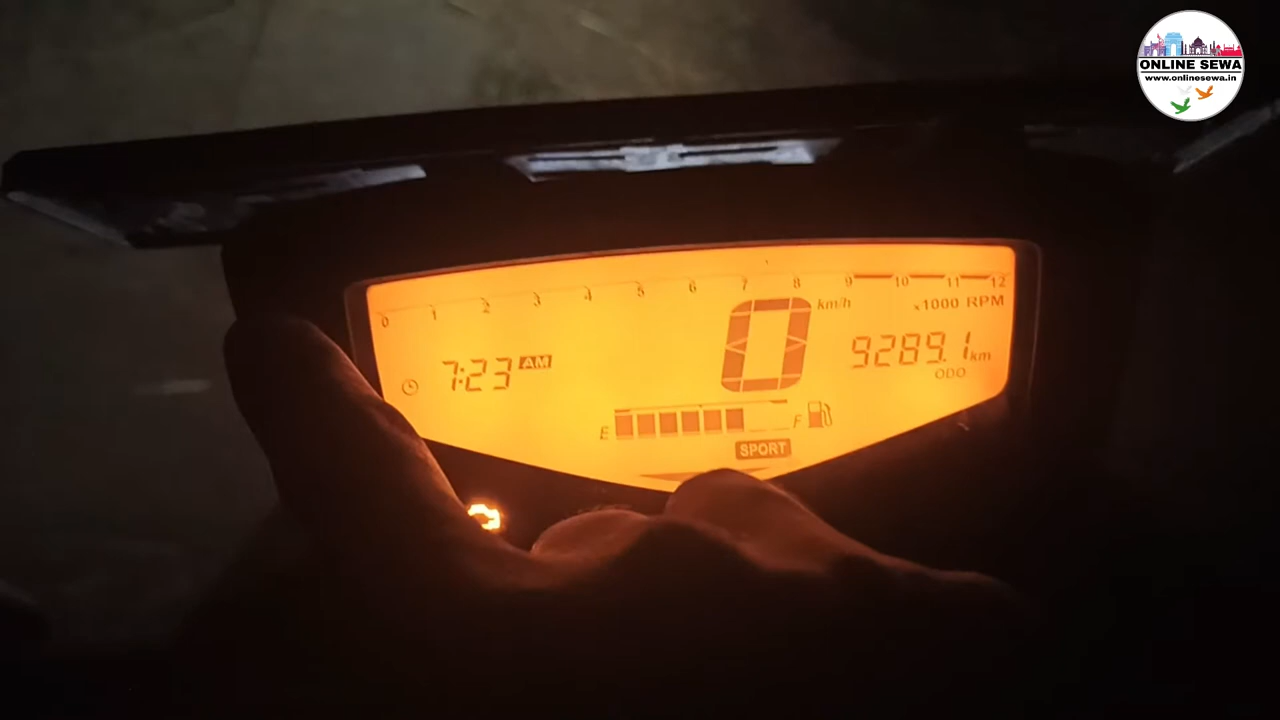 ONLINE SEWA
www.onlinesewa.in
0 1 2 3 4 5 6 7 8 9 10 11 12
x1000 RPM
0 km/h
7:23 AM
9289.1 km
ODO
E F
SPORT